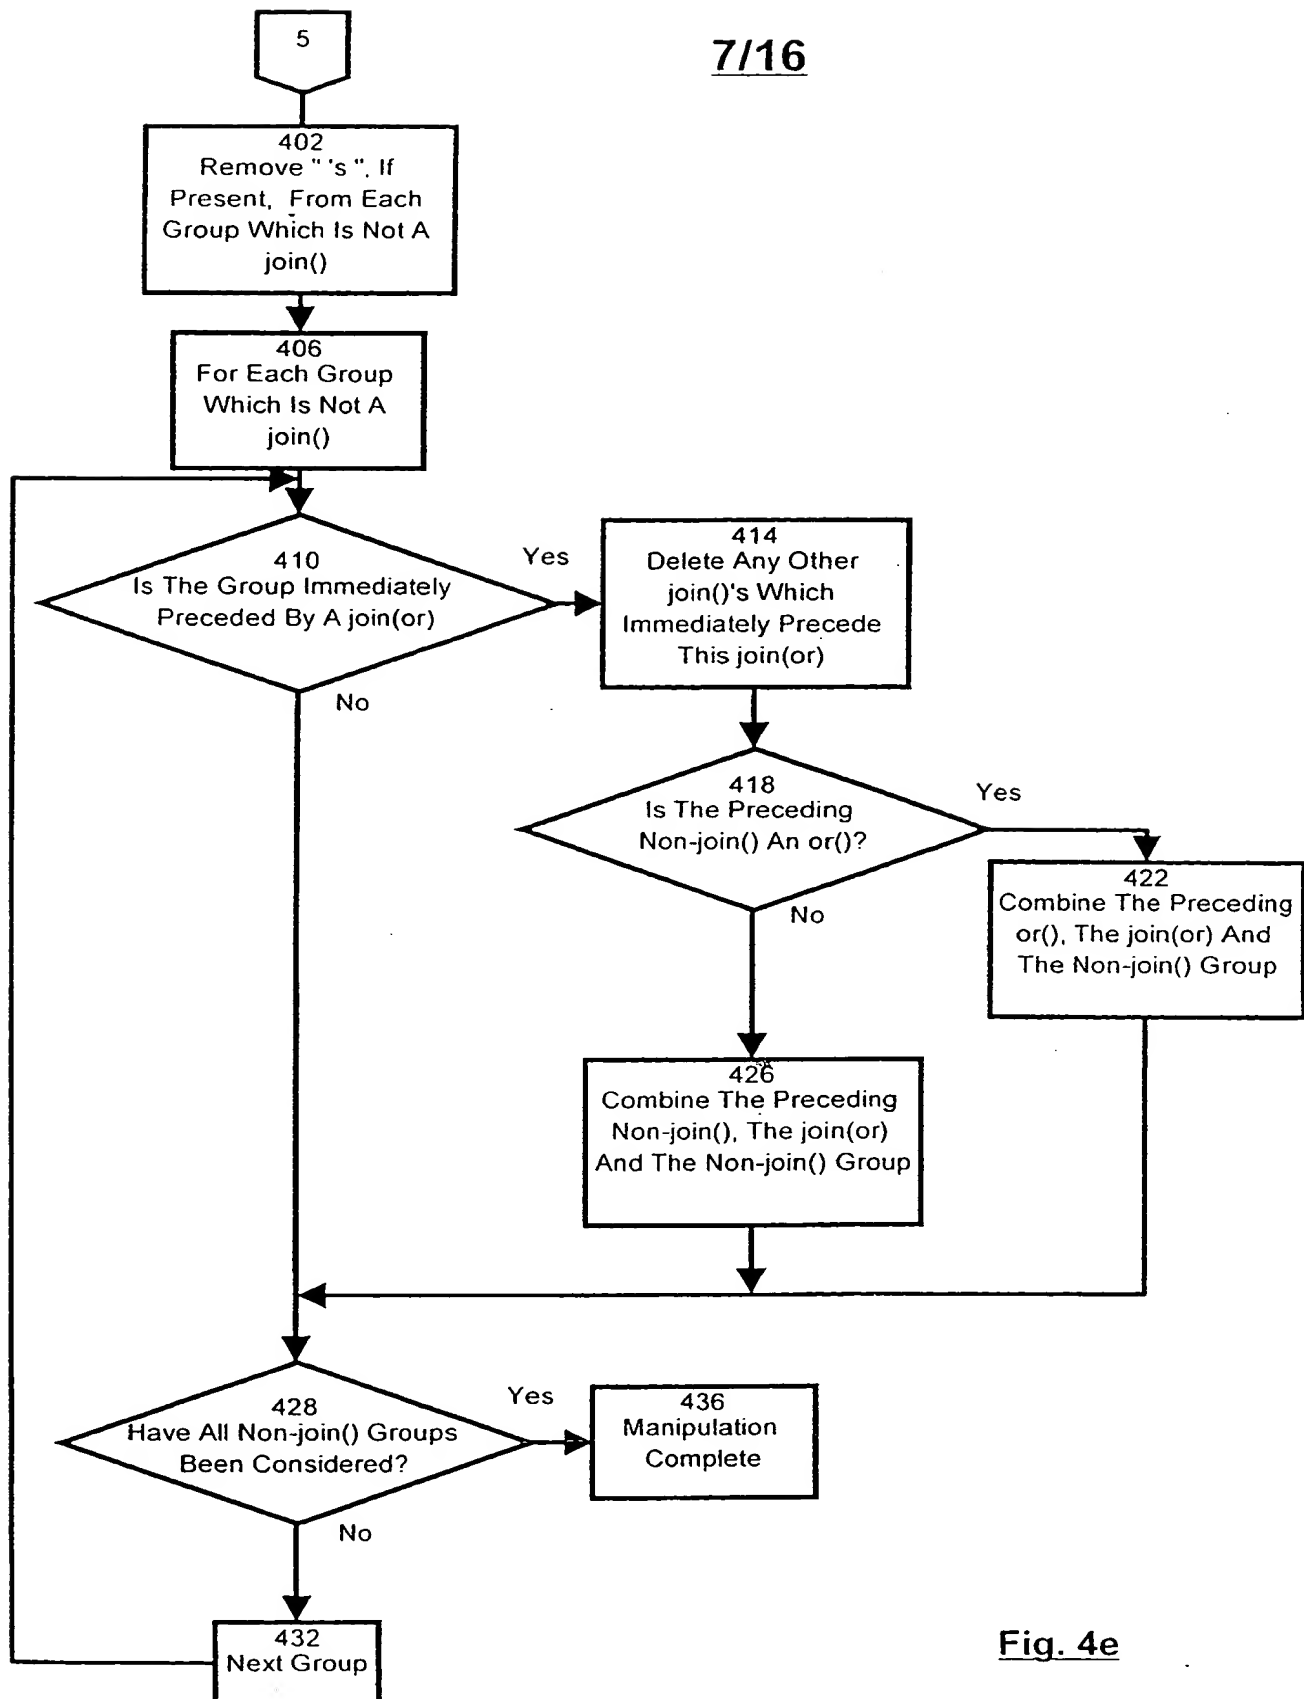 5
7/16
402
Remove " 's ", If
Present, From Each
Group Which Is Not A
join()
406
For Each Group
Which Is Not A
join()
410
Is The Group Immediately
Preceded By A join(or)
Yes
No
414
Delete Any Other
join()'s Which
Immediately Precede
This join(or)
418
Is The Preceding
Non-join() An or()?
Yes
No
422
Combine The Preceding
or(), The join(or) And
The Non-join() Group
426
Combine The Preceding
Non-join(), The join(or)
And The Non-join() Group
428
Have All Non-join() Groups
Been Considered?
Yes
No
436
Manipulation
Complete
432
Next Group
Fig. 4e